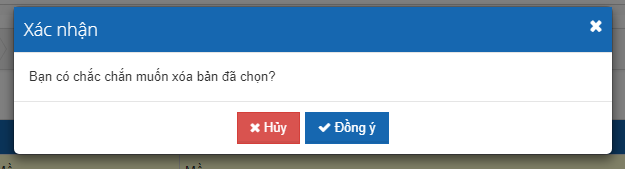 Xác nhận
Bạn có chắc chắn muốn xóa bản đã chọn?
Hủy
Đồng ý